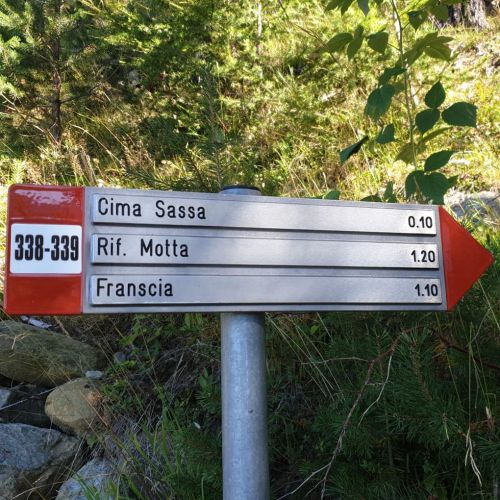 338-339
Cima Sassa 0.10
Rif. Motta 1.20
Franscia 1.10